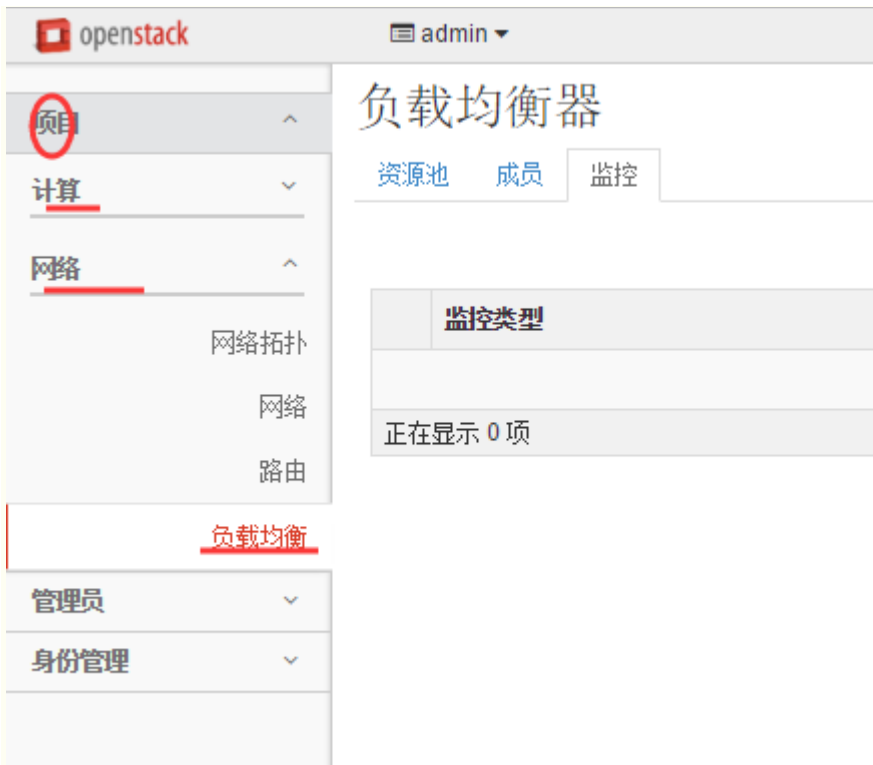 openstack
admin
项目
计算
网络
网络拓扑
网络
路由
负载均衡
管理员
身份管理
负载均衡器
资源池 成员 监控
监控类型
正在显示 0 项